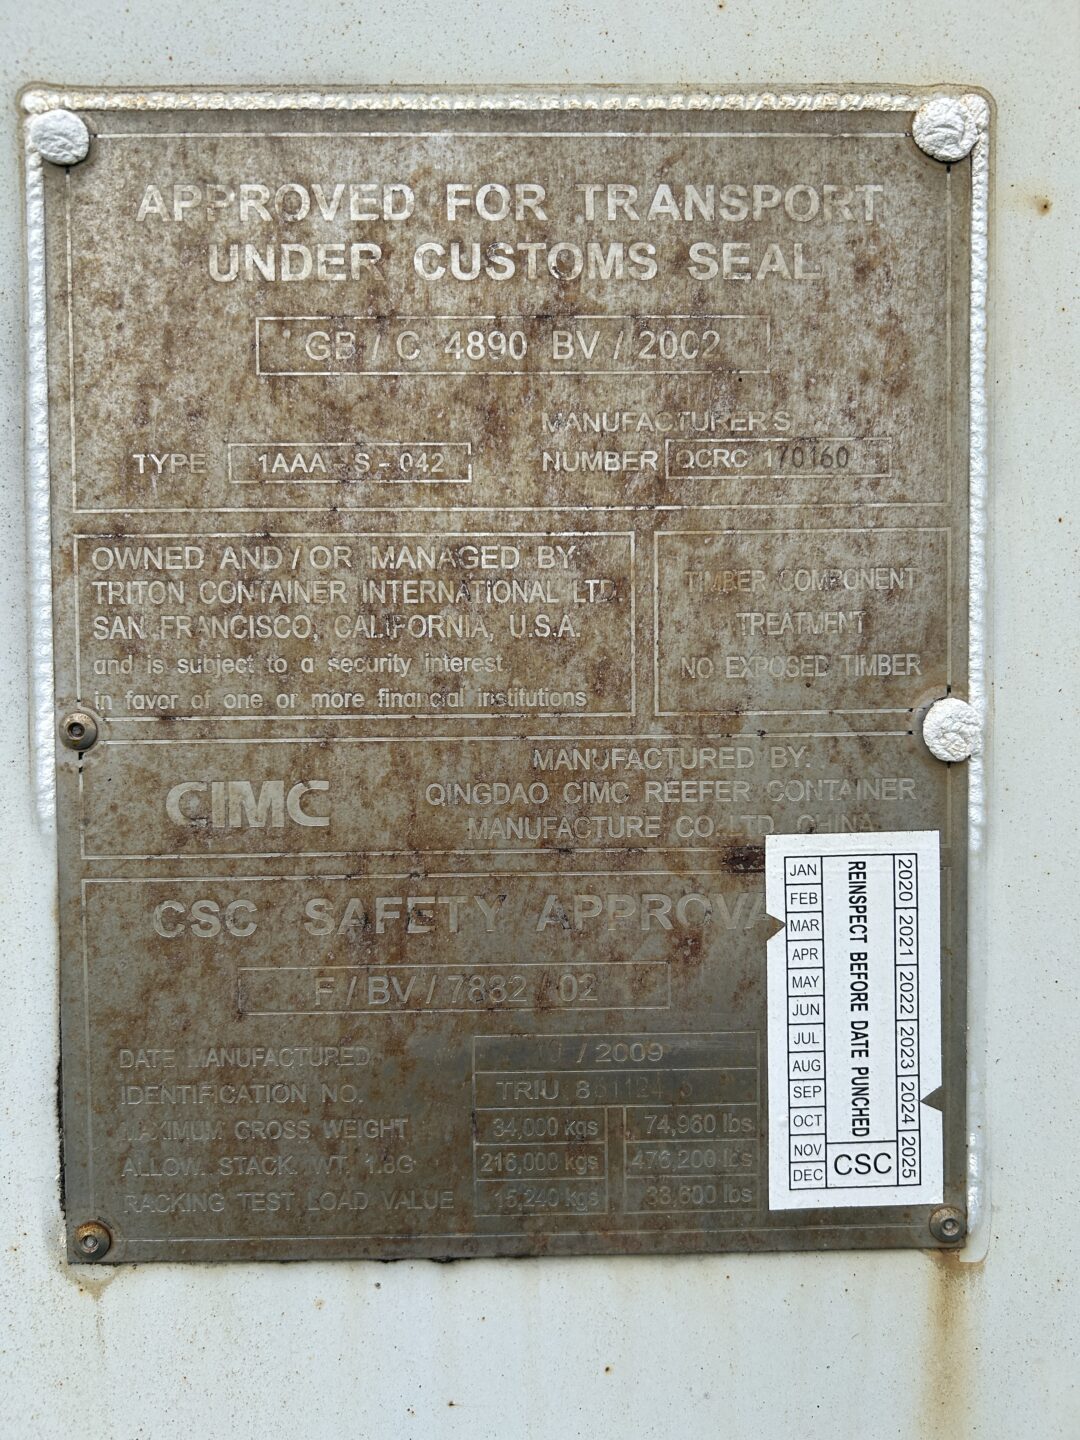 APPROVED FOR TRANSPORT
UNDER CUSTOMS SEAL
GB / C 4890 BV / 2002
TYPE 1AAA - S - 042
MANUFACTURER'S
NUMBER QCRC 170160
OWNED AND / OR MANAGED BY
TRITON CONTAINER INTERNATIONAL LTD.
SAN FRANCISCO, CALIFORNIA, U.S.A.
and is subject to a security interest
in favor of one or more financial institutions
TIMBER COMPONENT
TREATMENT
NO EXPOSED TIMBER
CIMC
MANUFACTURED BY:
QINGDAO CIMC REEFER CONTAINER
MANUFACTURE CO. LTD, CHINA
CSC SAFETY APPROVA
F / BV / 7832 / 02
DATE MANUFACTURED / 2009
IDENTIFICATION NO. TRIU
MAXIMUM GROSS WEIGHT 34,000 kgs 74,960 lbs
ALLOW. STACK. WT. 1.8G 216,000 kgs 476,200 lbs
RACKING TEST LOAD VALUE 15,240 kgs 33,600 lbs
JAN
FEB
MAR
APR
MAY
JUN
JUL
AUG
SEP
OCT
NOV
DEC
REINSPECT BEFORE DATE PUNCHED
CSC
2020 2021 2022 2023 2024 2025